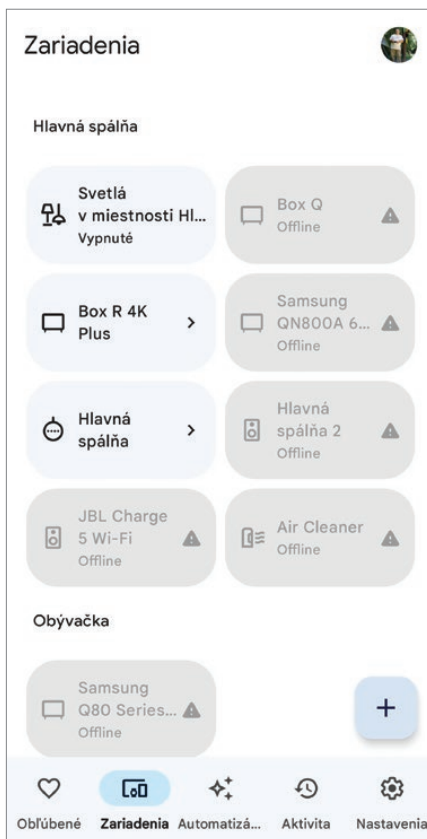 Zariadenia
Hlavná spálňa
Svetlá
v miestnosti Hl...
Vypnuté
Box Q
Offline
Box R 4K
Plus
Samsung
QN800A 6...
Offline
Hlavná
spálňa
Hlavná
spálňa 2
Offline
JBL Charge
5 Wi-Fi
Offline
Air Cleaner
Offline
Obývačka
Samsung
Q80 Series...
Offline
Obľúbené
Zariadenia
Automatizá...
Aktivita
Nastavenia